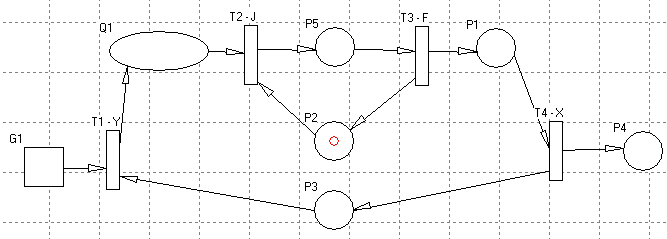 Q1
T2-J
P5
T3-F
P1
P2
T1-Y
T4-X
G1
P4
P3